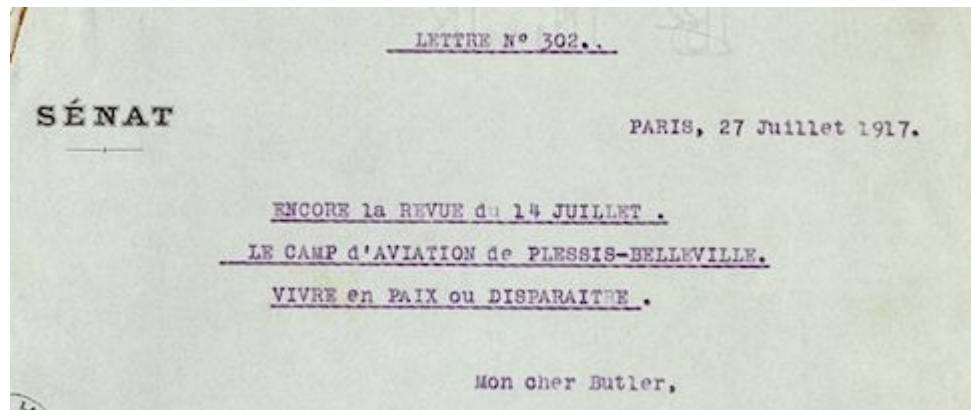 LETTRE N° 302..
SÉNAT
PARIS, 27 Juillet 1917.
ENCORE la REVUE du 14 JUILLET .
LE CAMP d'AVIATION de PLESSIS-BELLEVILLE.
VIVRE en PAIX ou DISPARAITRE .
Mon cher Butler,